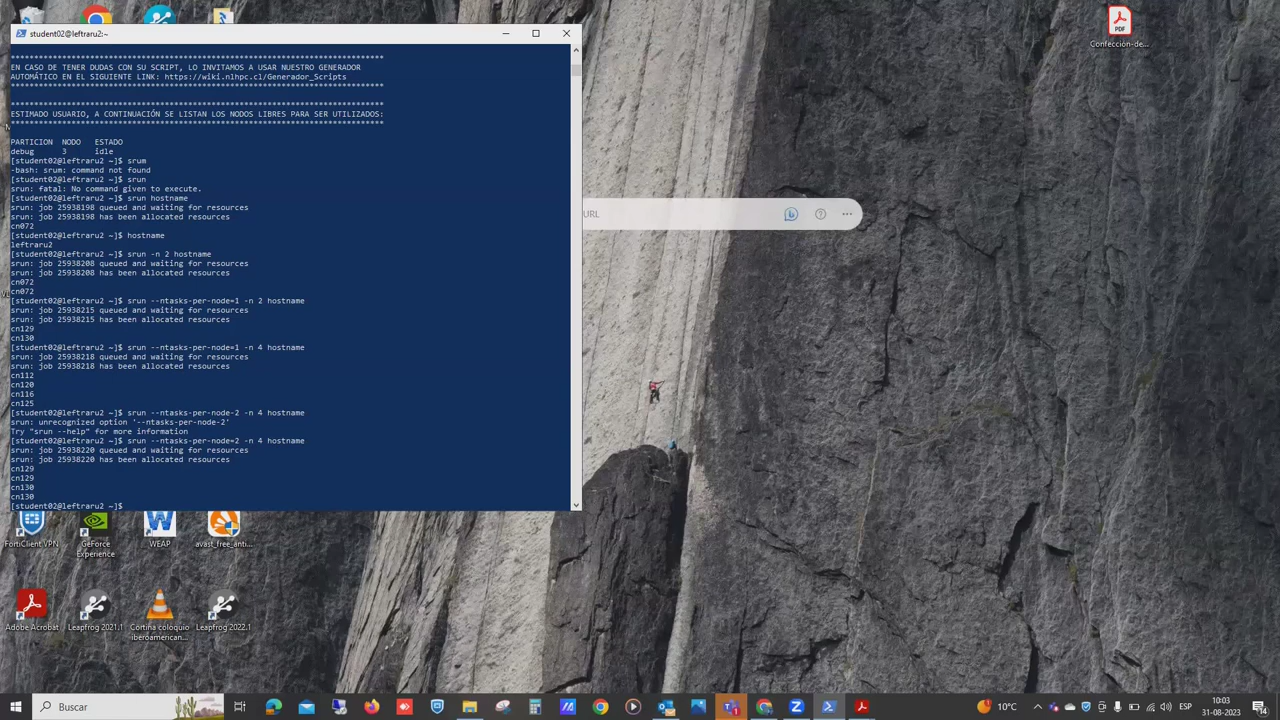 student02@leftraru2:~
************************************************************************************
EN CASO DE TENER DUDAS CON SU SCRIPT, LO INVITAMOS A USAR NUESTRO GENERADOR
AUTOMÁTICO EN EL SIGUIENTE LINK: https://wiki.nlhpc.cl/Generador_Scripts
************************************************************************************
************************************************************************************
ESTIMADO USUARIO, A CONTINUACIÓN SE LISTAN LOS NODOS LIBRES PARA SER UTILIZADOS:
************************************************************************************
PARTICION NODO ESTADO
debug 3 idle
[student02@leftraru2 ~]$ srum
-bash: srum: command not found
[student02@leftraru2 ~]$ srun
srun: fatal: No command given to execute.
[student02@leftraru2 ~]$ srun hostname
srun: job 25938198 queued and waiting for resources
srun: job 25938198 has been allocated resources
cn072
[student02@leftraru2 ~]$ hostname
leftraru2
[student02@leftraru2 ~]$ srun -n 2 hostname
srun: job 25938208 queued and waiting for resources
srun: job 25938208 has been allocated resources
cn072
cn072
[student02@leftraru2 ~]$ srun --ntasks-per-node=1 -n 2 hostname
srun: job 25938215 queued and waiting for resources
srun: job 25938215 has been allocated resources
cn129
cn130
[student02@leftraru2 ~]$ srun --ntasks-per-node=1 -n 4 hostname
srun: job 25938218 queued and waiting for resources
srun: job 25938218 has been allocated resources
cn112
cn120
cn116
cn125
[student02@leftraru2 ~]$ srun --ntasks-per-node-2 -n 4 hostname
srun: unrecognized option '--ntasks-per-node-2'
Try "srun --help" for more information
[student02@leftraru2 ~]$ srun --ntasks-per-node=2 -n 4 hostname
srun: job 25938220 queued and waiting for resources
srun: job 25938220 has been allocated resources
cn129
cn129
cn130
cn130
[student02@leftraru2 ~]$
URL
PDF
Confección-de...
FortiClient VPN
GeForce Experience
WEAP
avast_free_anti...
Adobe Acrobat
Leapfrog 2021.1
Cortina coloquio iberoamerican...
Leapfrog 2022.1
Buscar
10°C
ESP
10:03
31-08-2023
14